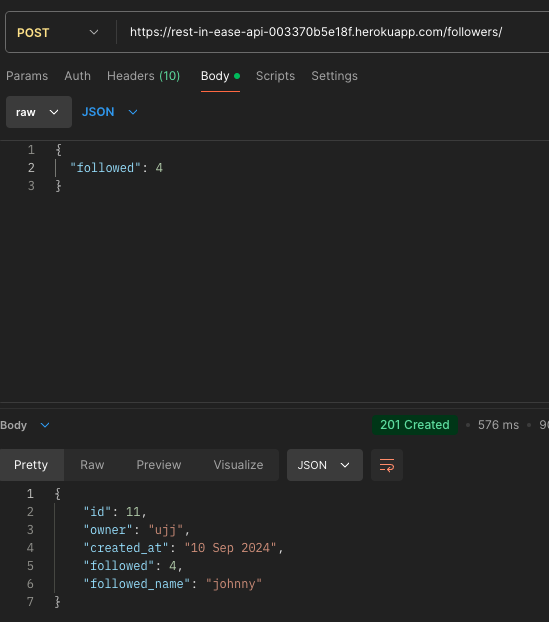 POST https://rest-in-ease-api-003370b5e18f.herokuapp.com/followers/
Params Auth Headers (10) Body Scripts Settings
raw JSON
1 {
2 "followed": 4
3 }
Body 201 Created 576 ms
Pretty Raw Preview Visualize JSON
1 {
2 "id": 11,
3 "owner": "ujj",
4 "created_at": "10 Sep 2024",
5 "followed": 4,
6 "followed_name": "johnny"
7 }